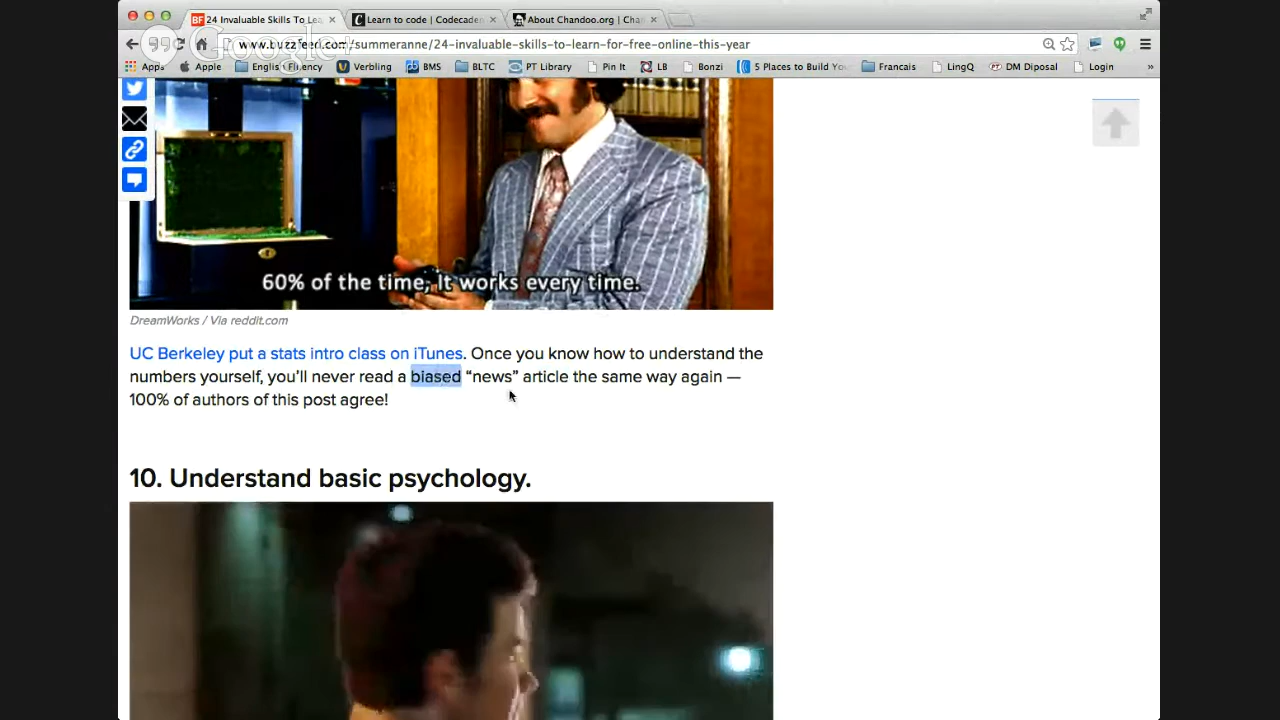 24 Invaluable Skills To Lea
Learn to code | Codecaden
About Chandoo.org | Cha
Google+
www.buzzfeed.com/summeranne/24-invaluable-skills-to-learn-for-free-online-this-year
Apps Apple English Fluency Verbling BMS BLTC PT Library Pin It LB Bonzi 5 Places to Build Yo Francais LingQ DM Disposal Login »
60% of the time, it works every time.
DreamWorks / Via reddit.com
UC Berkeley put a stats intro class on iTunes. Once you know how to understand the
numbers yourself, you’ll never read a biased “news” article the same way again —
100% of authors of this post agree!
10. Understand basic psychology.